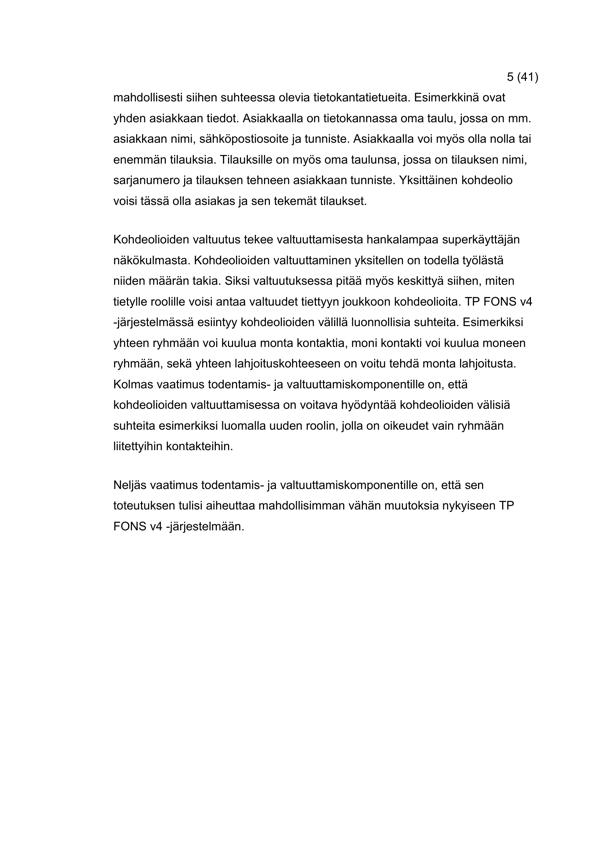 5 (41)
mahdollisesti siihen suhteessa olevia tietokantatietueita. Esimerkkinä ovat
yhden asiakkaan tiedot. Asiakkaalla on tietokannassa oma taulu, jossa on mm.
asiakkaan nimi, sähköpostiosoite ja tunniste. Asiakkaalla voi myös olla nolla tai
enemmän tilauksia. Tilauksille on myös oma taulunsa, jossa on tilauksen nimi,
sarjanumero ja tilauksen tehneen asiakkaan tunniste. Yksittäinen kohdeolio
voisi tässä olla asiakas ja sen tekemät tilaukset.
Kohdeolioiden valtuutus tekee valtuuttamisesta hankalampaa superkäyttäjän
näkökulmasta. Kohdeolioiden valtuuttaminen yksitellen on todella työlästä
niiden määrän takia. Siksi valtuutuksessa pitää myös keskittyä siihen, miten
tietylle roolille voisi antaa valtuudet tiettyyn joukkoon kohdeolioita. TP FONS v4
-järjestelmässä esiintyy kohdeolioiden välillä luonnollisia suhteita. Esimerkiksi
yhteen ryhmään voi kuulua monta kontaktia, moni kontakti voi kuulua moneen
ryhmään, sekä yhteen lahjoituskohteeseen on voitu tehdä monta lahjoitusta.
Kolmas vaatimus todentamis- ja valtuuttamiskomponentille on, että
kohdeolioiden valtuuttamisessa on voitava hyödyntää kohdeolioiden välisiä
suhteita esimerkiksi luomalla uuden roolin, jolla on oikeudet vain ryhmään
liitettyihin kontakteihin.
Neljäs vaatimus todentamis- ja valtuuttamiskomponentille on, että sen
toteutuksen tulisi aiheuttaa mahdollisimman vähän muutoksia nykyiseen TP
FONS v4 -järjestelmään.